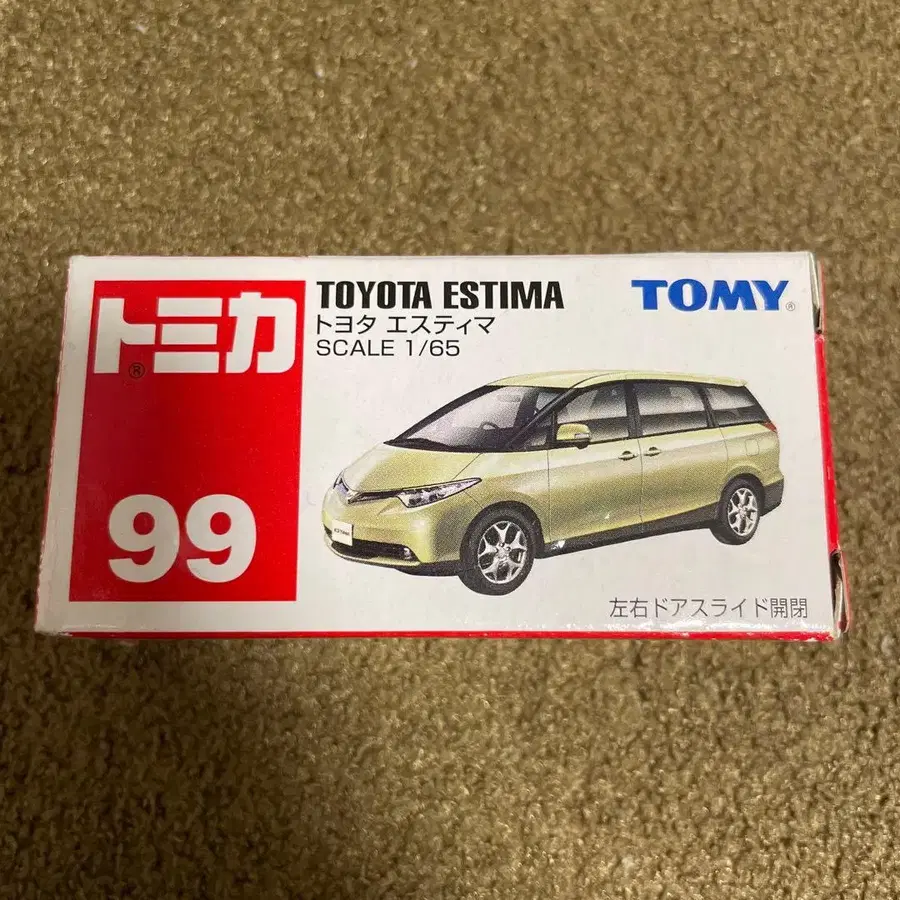 トミカ®
99
TOYOTA ESTIMA
トヨタ エスティマ
SCALE 1/65
TOMY®
左右ドアスライド開閉